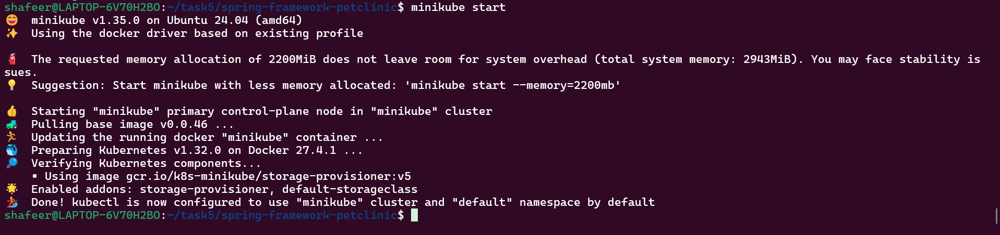 shafeer@LAPTOP-6V70H2BO:~/task5/spring-framework-petclinic$ minikube start
😄  minikube v1.35.0 on Ubuntu 24.04 (amd64)
✨  Using the docker driver based on existing profile
🧯  The requested memory allocation of 2200MiB does not leave room for system overhead (total system memory: 2943MiB). You may face stability is
sues.
💡  Suggestion: Start minikube with less memory allocated: 'minikube start --memory=2200mb'
👍  Starting "minikube" primary control-plane node in "minikube" cluster
🚜  Pulling base image v0.0.46 ...
🏃  Updating the running docker "minikube" container ...
🐳  Preparing Kubernetes v1.32.0 on Docker 27.4.1 ...
🔎  Verifying Kubernetes components...
▪ Using image gcr.io/k8s-minikube/storage-provisioner:v5
🌟  Enabled addons: storage-provisioner, default-storageclass
🏄  Done! kubectl is now configured to use "minikube" cluster and "default" namespace by default
shafeer@LAPTOP-6V70H2BO:~/task5/spring-framework-petclinic$